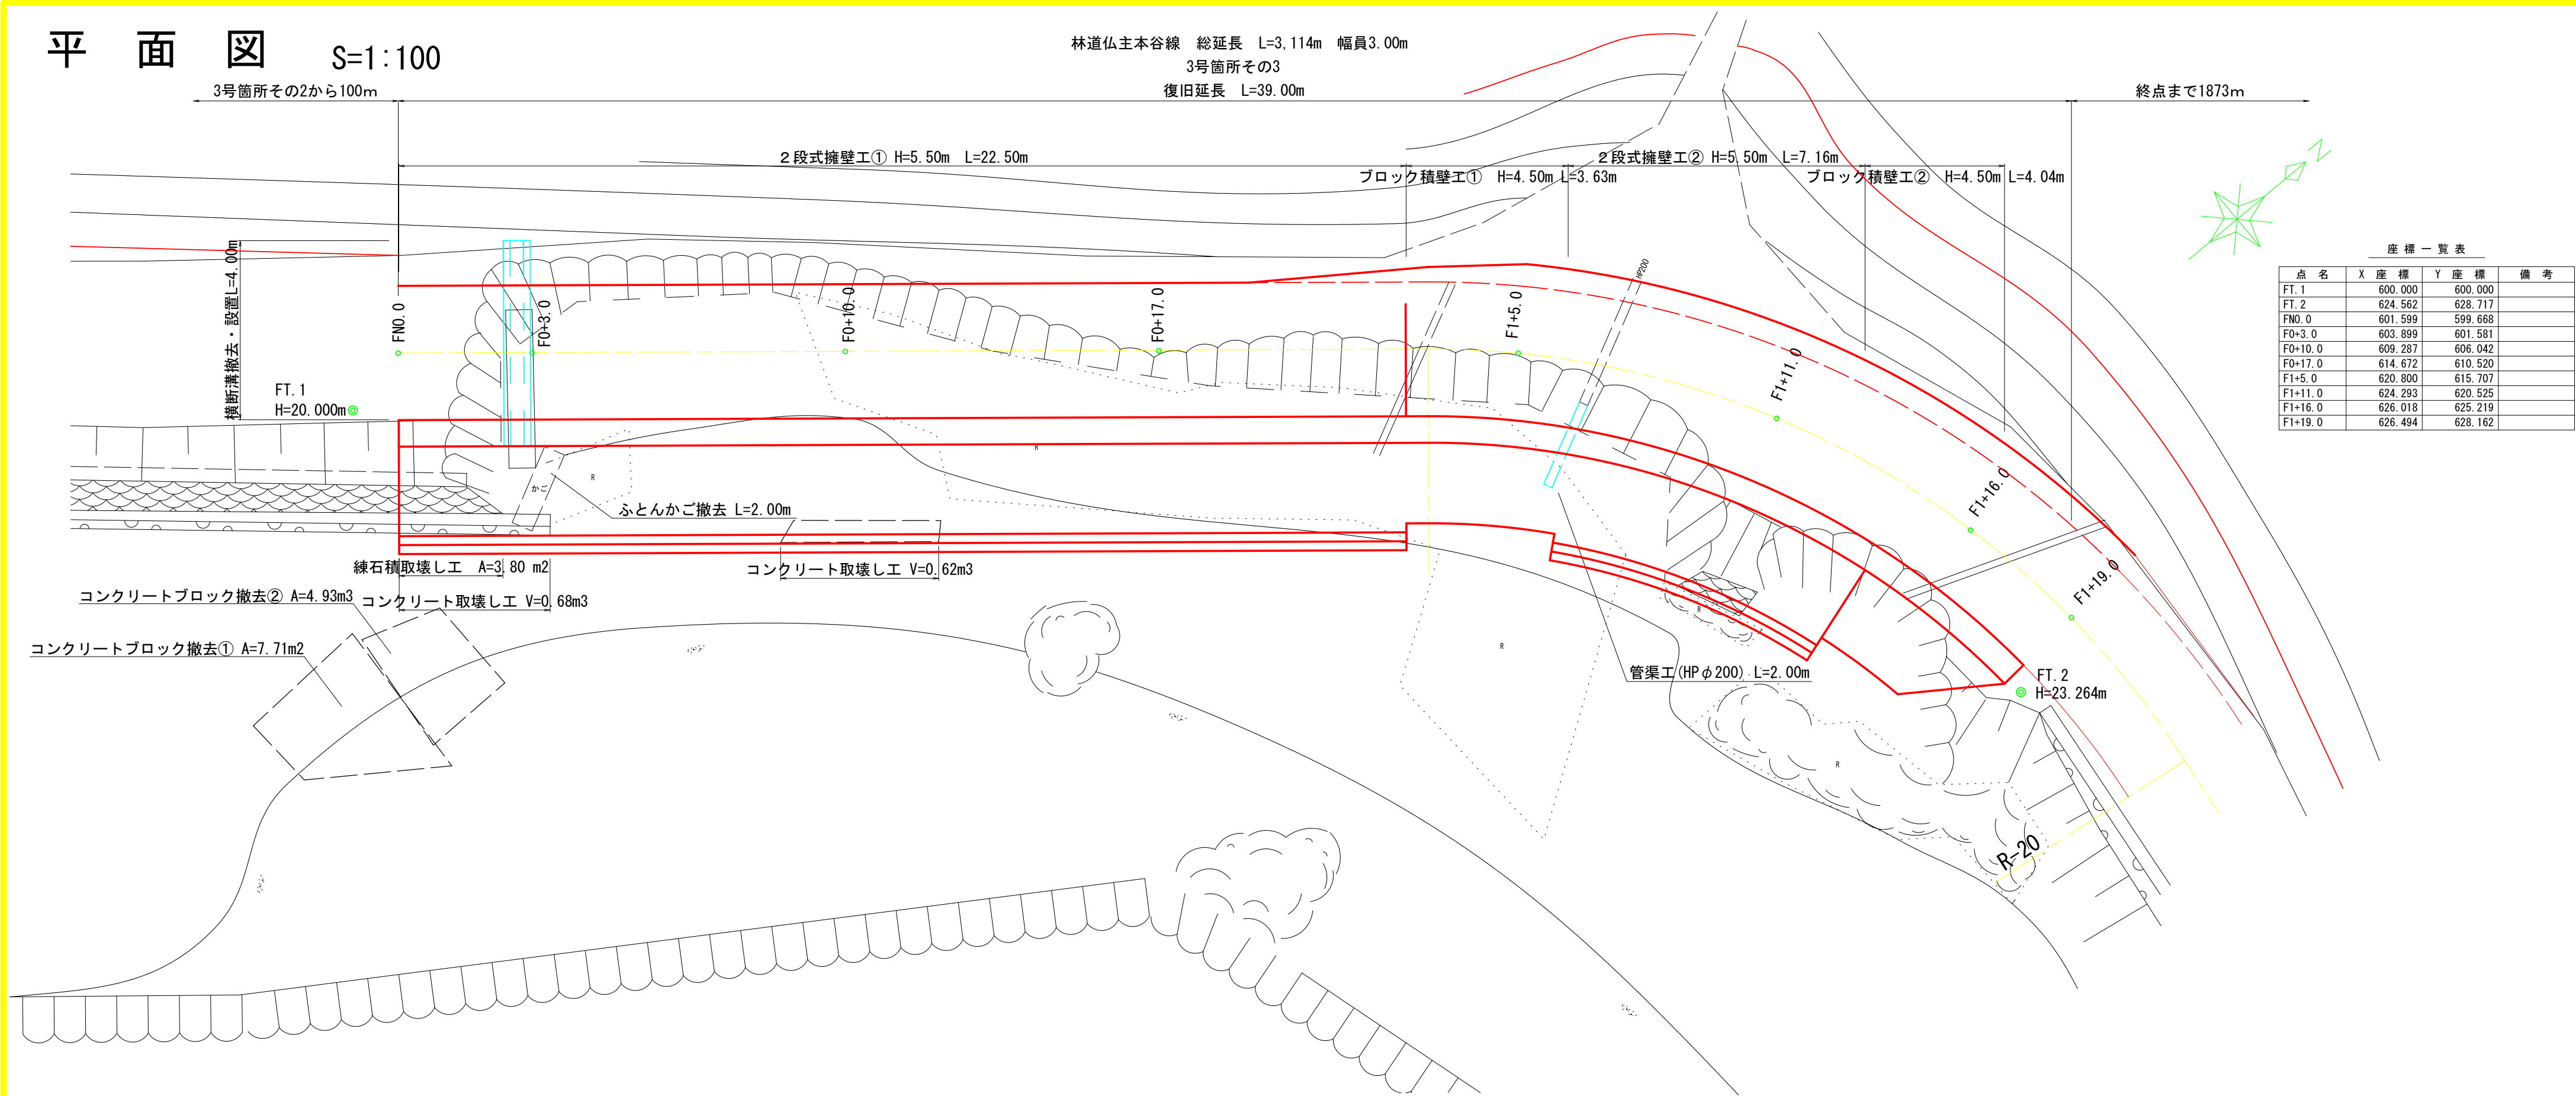 平面図 S=1:100
林道仏主本谷線 総延長 L=3,114m 幅員3.00m
3号箇所その3
3号箇所その2から100m
復旧延長 L=39.00m
終点まで1873m
2段式擁壁工① H=5.50m L=22.50m
2段式擁壁工② H=5.50m L=7.16m
ブロック積壁工① H=4.50m L=3.63m
ブロック積壁工② H=4.50m L=4.04m
N
横断溝撤去・設置L=4.00m
HP200
FN0.0
F0+3.0
F0+10.0
F0+17.0
F1+5.0
F1+11.0
F1+16.0
F1+19.0
座標一覧表
点名 X座標 Y座標 備考
FT.1 600.000 600.000
FT.2 624.562 628.717
FN0.0 601.599 599.668
F0+3.0 603.899 601.581
F0+10.0 609.287 606.042
F0+17.0 614.672 610.520
F1+5.0 620.800 615.707
F1+11.0 624.293 620.525
F1+16.0 626.018 625.219
F1+19.0 626.494 628.162
FT.1
H=20.000m
R
R
かご
ふとんかご撤去 L=2.00m
練石積取壊し工 A=3.80 m2
コンクリート取壊し工 V=0.62m3
コンクリートブロック撤去② A=4.93m3
コンクリート取壊し工 V=0.68m3
コンクリートブロック撤去① A=7.71m2
R
R
管渠工(HPφ200) L=2.00m
FT.2
H=23.264m
R
R-20